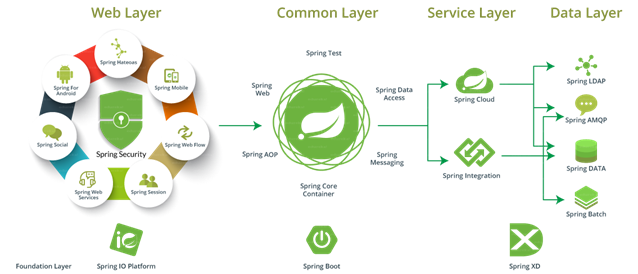 Web Layer
Common Layer
Service Layer
Data Layer
Spring Hateoas
Spring For
Android
Spring Mobile
Spring Social
Spring Security
Spring Web Flow
Spring Web
Services
Spring Session
Spring Test
Spring
Web
Spring Data
Access
Spring AOP
Spring
Messaging
Spring Core
Container
Spring Cloud
Spring Integration
Spring LDAP
Spring AMQP
Spring DATA
Spring Batch
Foundation Layer
Spring IO Platform
Spring Boot
Spring XD